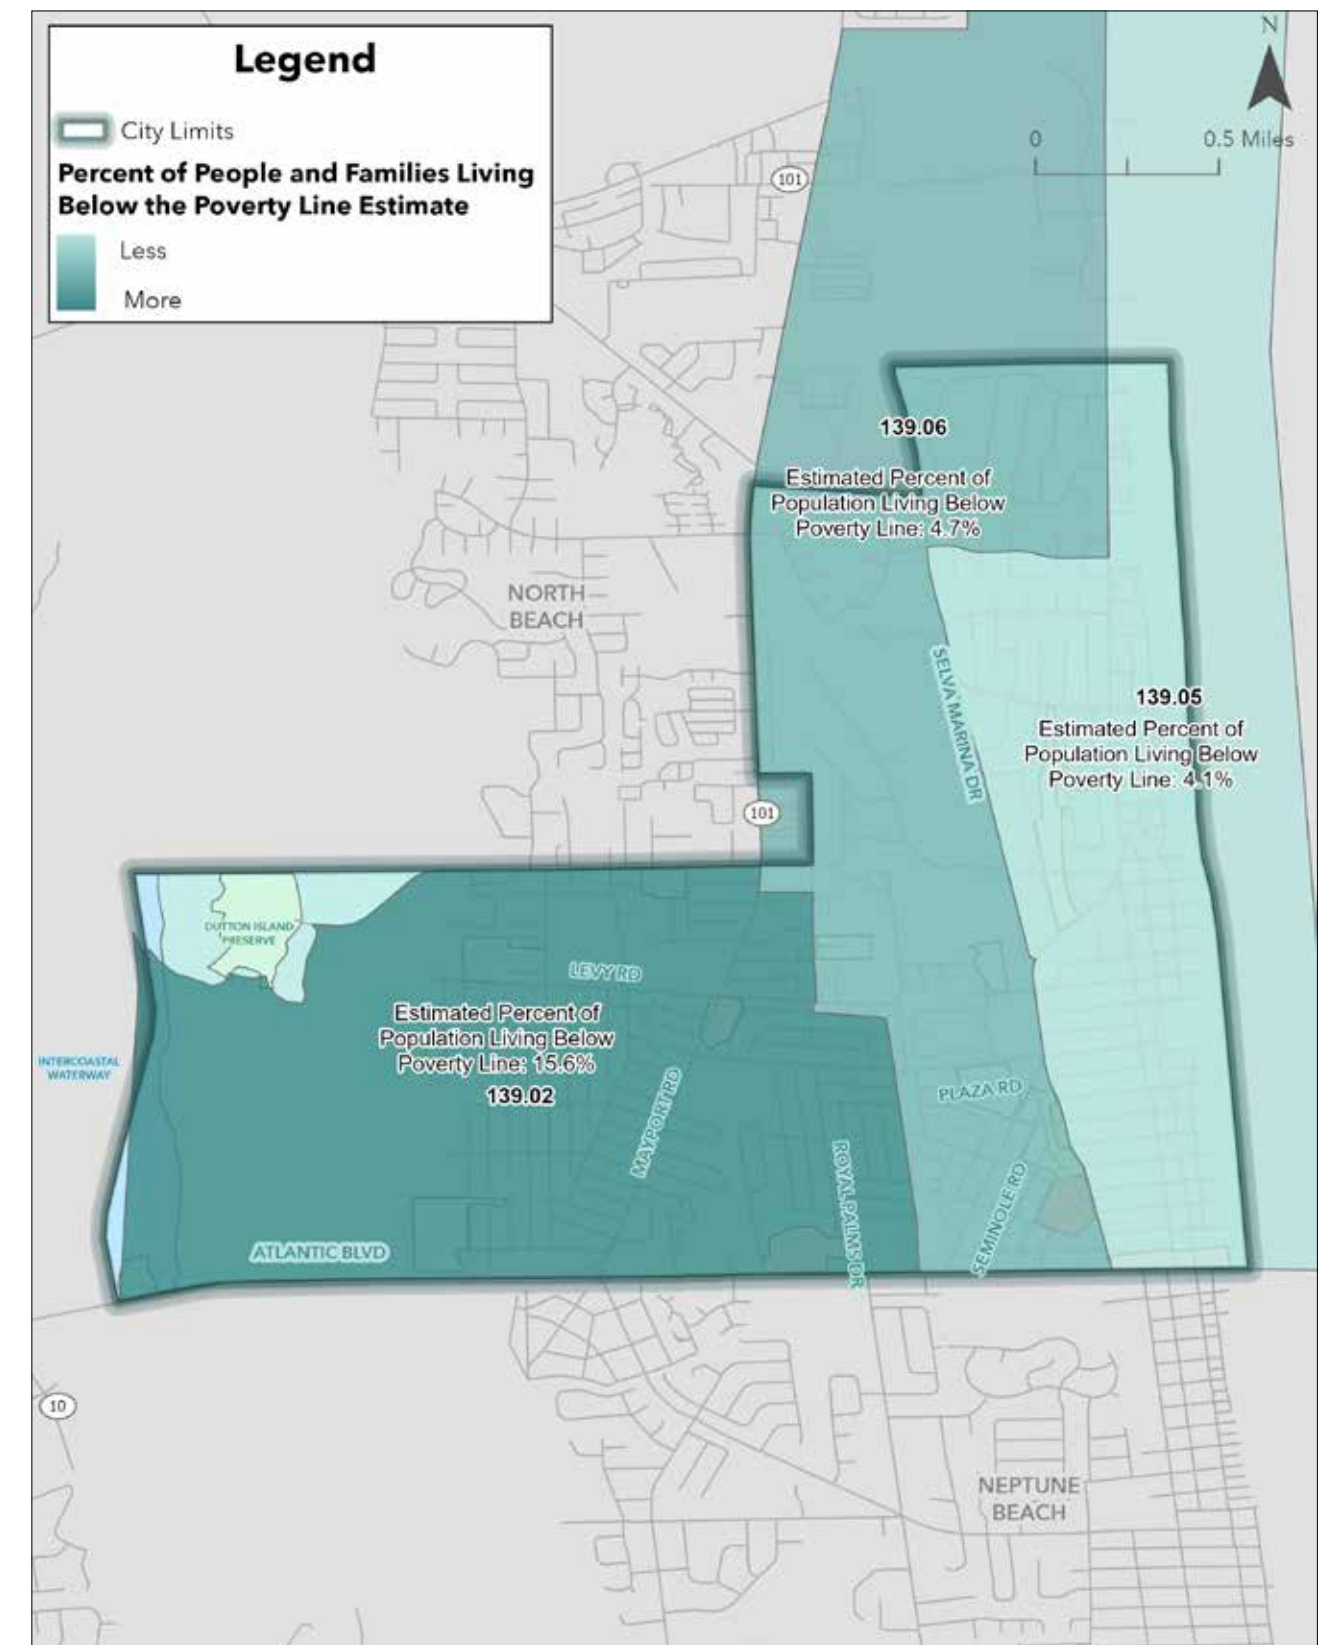 Legend
City Limits
Percent of People and Families Living
Below the Poverty Line Estimate
Less
More
N
0 0.5 Miles
101
139.06
Estimated Percent of
Population Living Below
Poverty Line: 4.7%
NORTH
BEACH
SELVA MARINA DR
139.05
Estimated Percent of
Population Living Below
Poverty Line: 4.1%
101
DUTTON ISLAND
PRESERVE
LEVY RD
Estimated Percent of
Population Living Below
Poverty Line: 15.6%
139.02
INTERCOASTAL
WATERWAY
MAYPORT RD
PLAZA RD
ROYAL PALMS DR
SEMINOLE RD
ATLANTIC BLVD
10
NEPTUNE
BEACH